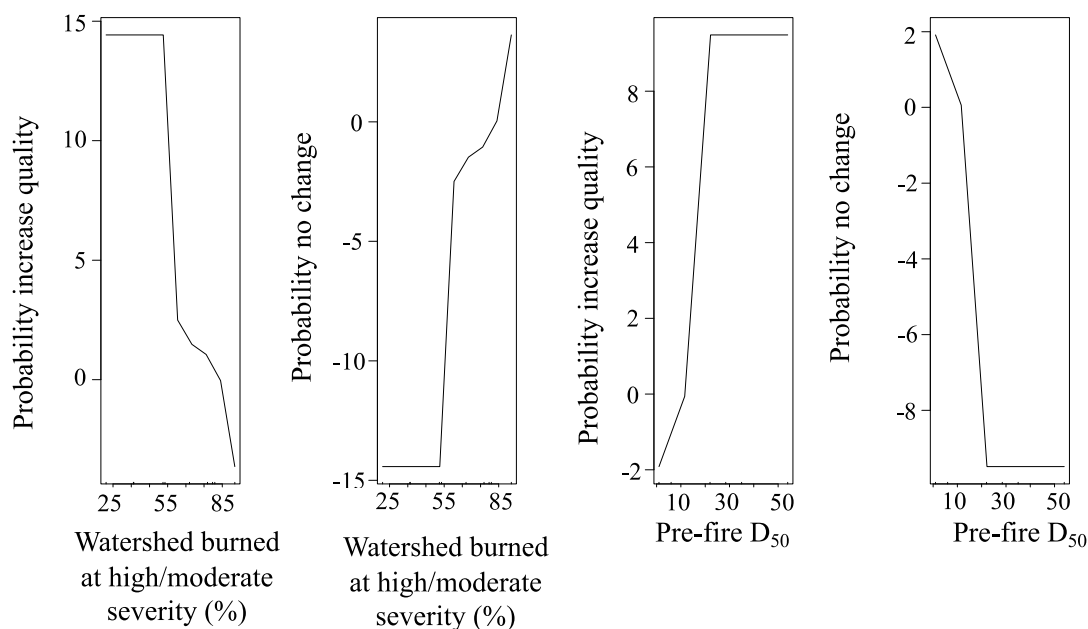 Probability increase quality
15
10
5
0
25 55 85
Watershed burned
at high/moderate
severity (%)
Probability no change
0
-5
-10
-15
25 55 85
Watershed burned
at high/moderate
severity (%)
Probability increase quality
8
6
4
2
0
-2
10 30 50
Pre-fire D₅₀
Probability no change
2
0
-2
-4
-6
-8
10 30 50
Pre-fire D₅₀